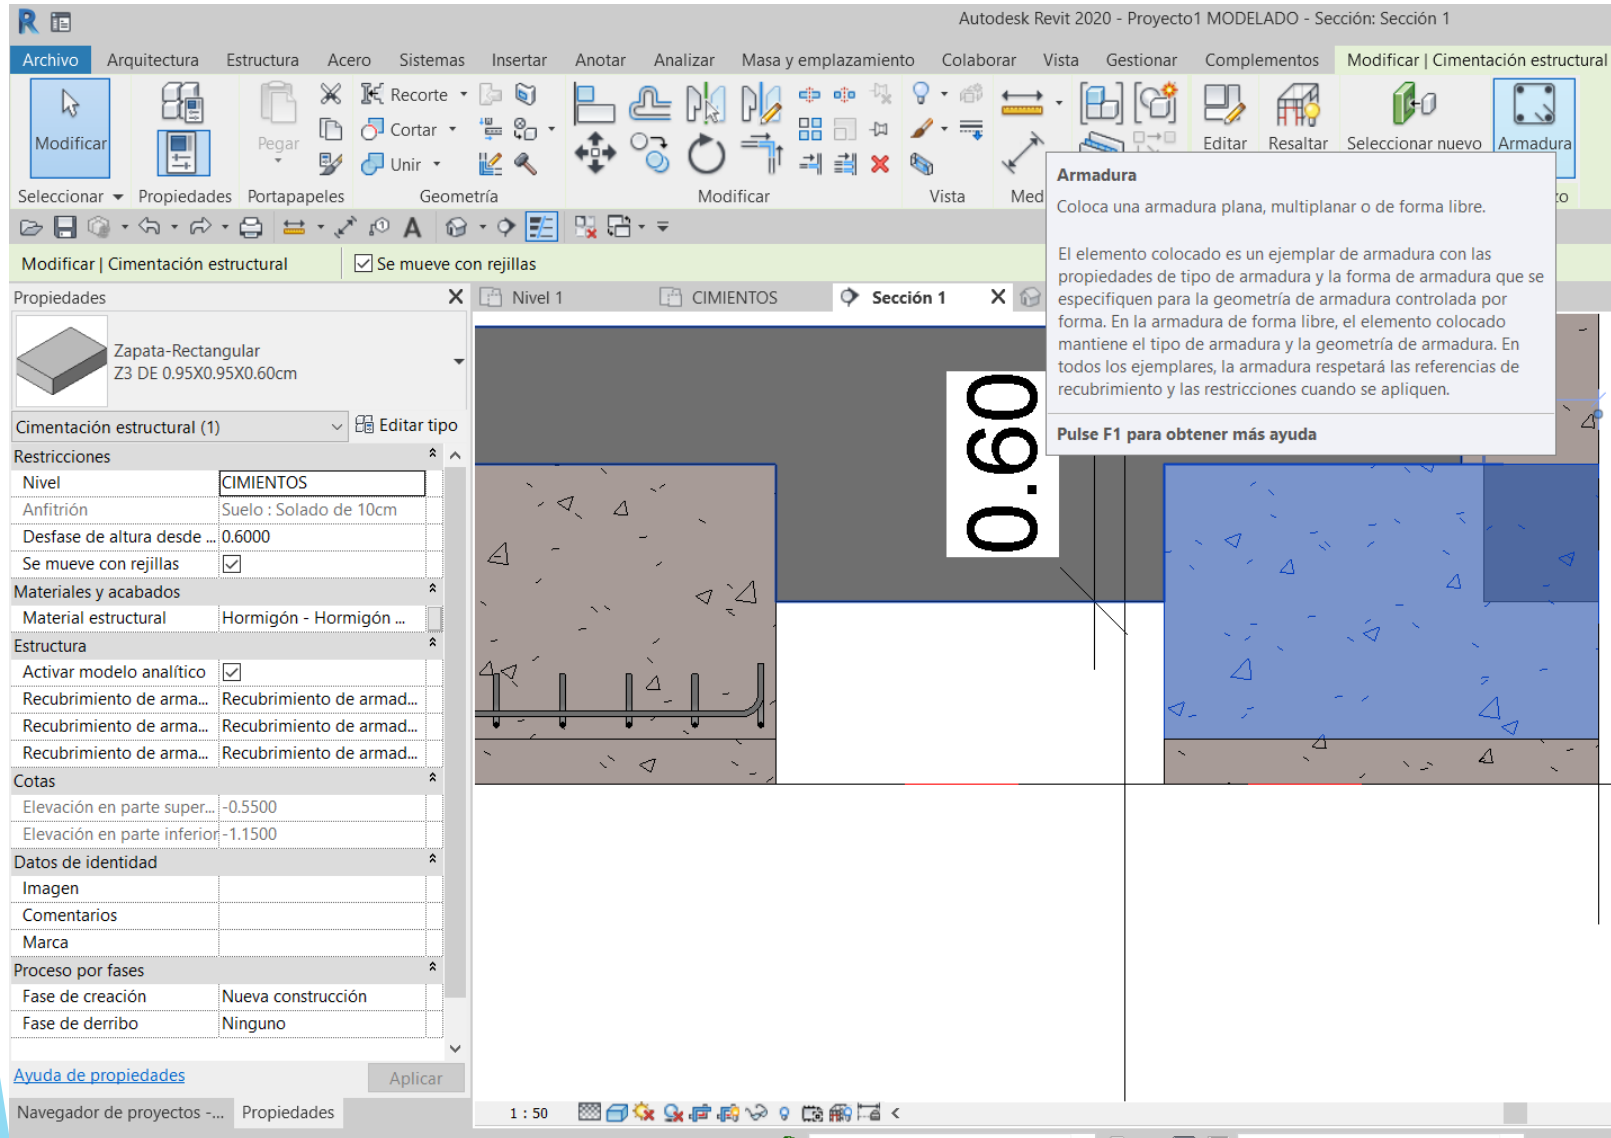 Autodesk Revit 2020 - Proyecto1 MODELADO - Sección: Sección 1
Archivo Arquitectura Estructura Acero Sistemas Insertar Anotar Analizar Masa y emplazamiento Colaborar Vista Gestionar Complementos Modificar | Cimentación estructural
Recorte
Cortar
Unir
Modificar
Pegar
Editar Resaltar Seleccionar nuevo Armadura
Seleccionar Propiedades Portapapeles Geometría Modificar Vista Med zo
Modificar | Cimentación estructural Se mueve con rejillas
Armadura
Coloca una armadura plana, multiplanar o de forma libre.
El elemento colocado es un ejemplar de armadura con las
propiedades de tipo de armadura y la forma de armadura que se
especifiquen para la geometría de armadura controlada por
forma. En la armadura de forma libre, el elemento colocado
mantiene el tipo de armadura y la geometría de armadura. En
todos los ejemplares, la armadura respetará las referencias de
recubrimiento y las restricciones cuando se apliquen.
Pulse F1 para obtener más ayuda
Propiedades
Nivel 1 CIMIENTOS Sección 1
Zapata-Rectangular
Z3 DE 0.95X0.95X0.60cm
Cimentación estructural (1) Editar tipo
Restricciones
Nivel CIMIENTOS
Anfitrión Suelo : Solado de 10cm
Desfase de altura desde ... 0.6000
Se mueve con rejillas
Materiales y acabados
Material estructural Hormigón - Hormigón ...
Estructura
Activar modelo analítico
Recubrimiento de arma... Recubrimiento de armad...
Recubrimiento de arma... Recubrimiento de armad...
Recubrimiento de arma... Recubrimiento de armad...
Cotas
Elevación en parte super... -0.5500
Elevación en parte inferior -1.1500
Datos de identidad
Imagen
Comentarios
Marca
Proceso por fases
Fase de creación Nueva construcción
Fase de derribo Ninguno
Ayuda de propiedades Aplicar
Navegador de proyectos -... Propiedades
0.60
1 : 50